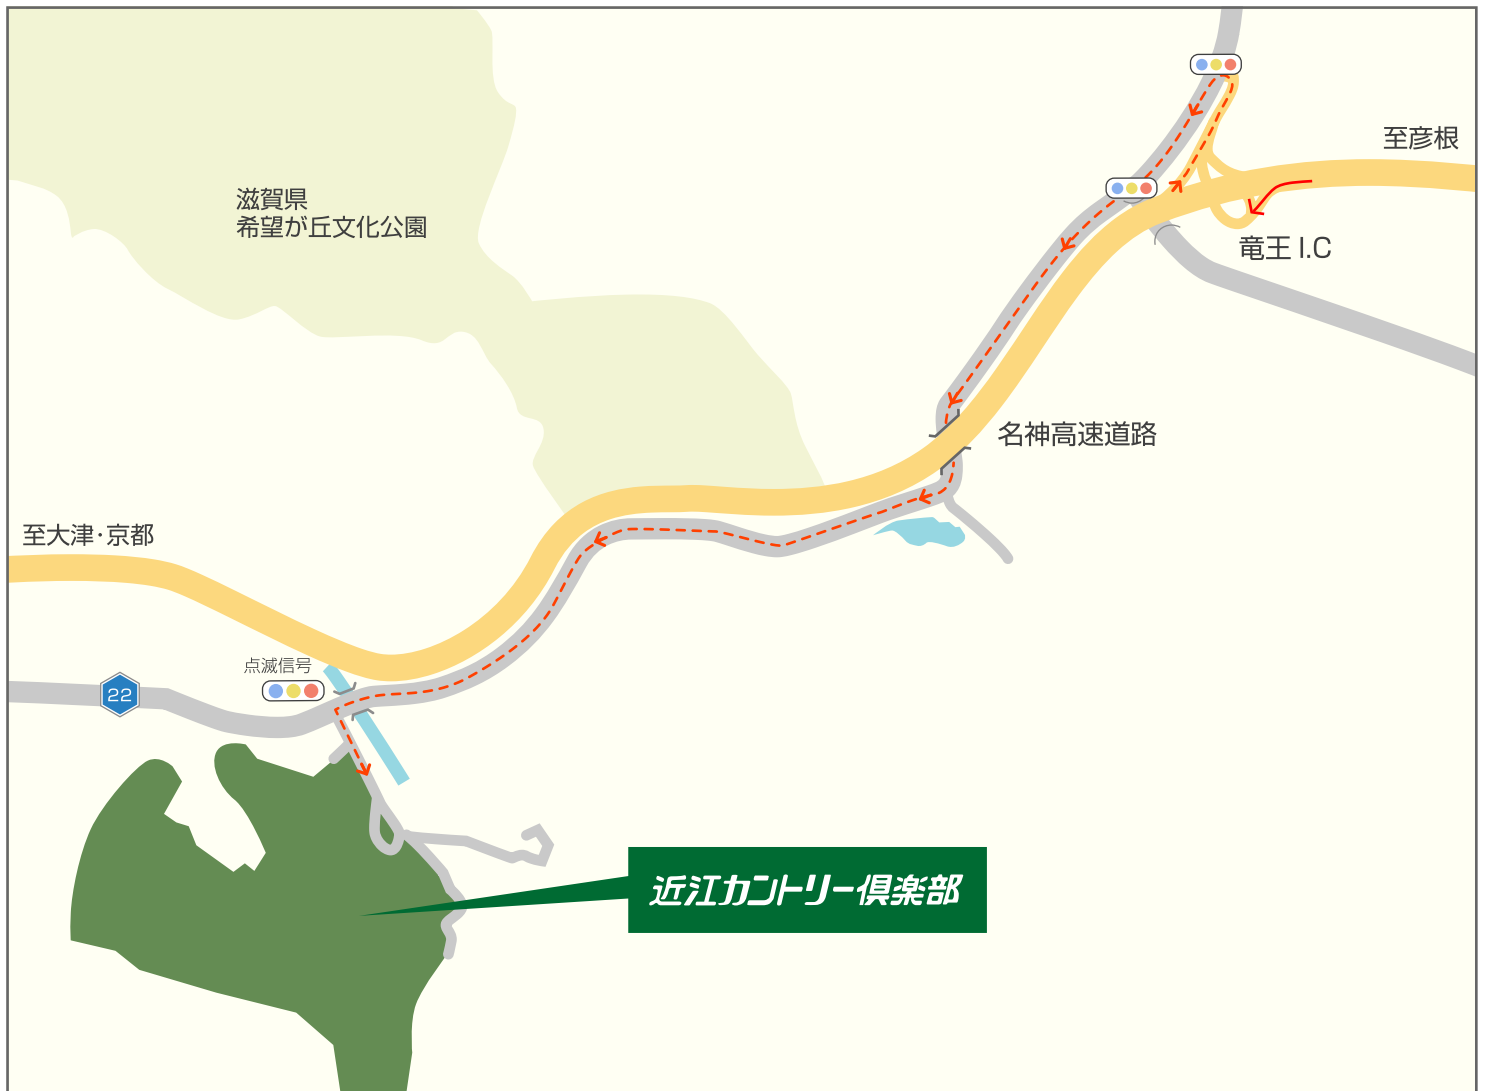 至彦根
滋賀県
希望が丘文化公園
竜王 I.C
名神高速道路
至大津・京都
点滅信号
22
近江カントリー倶楽部